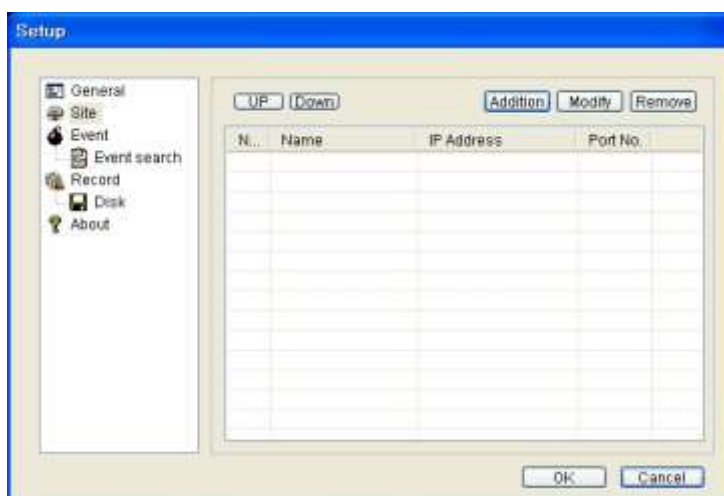 Setup
General
Site
Event
Event search
Record
Disk
About
UP Down Addition Modify Remove
N... Name IP Address Port No.
OK Cancel